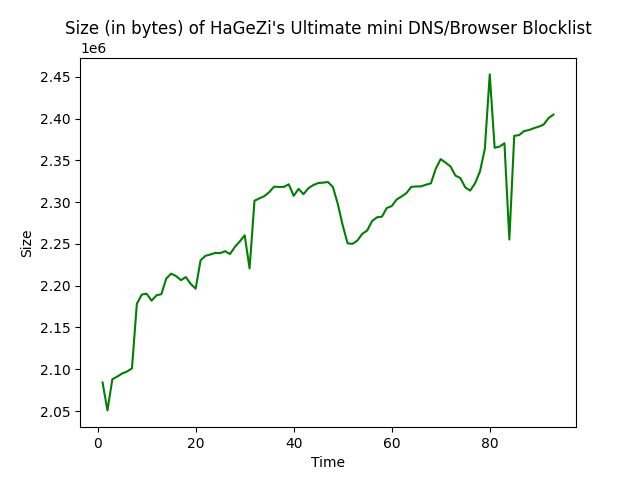 Size (in bytes) of HaGeZi's Ultimate mini DNS/Browser Blocklist
1e6
2.45
2.40
2.35
2.30
2.25
2.20
2.15
2.10
2.05
Size
0 20 40 60 80
Time